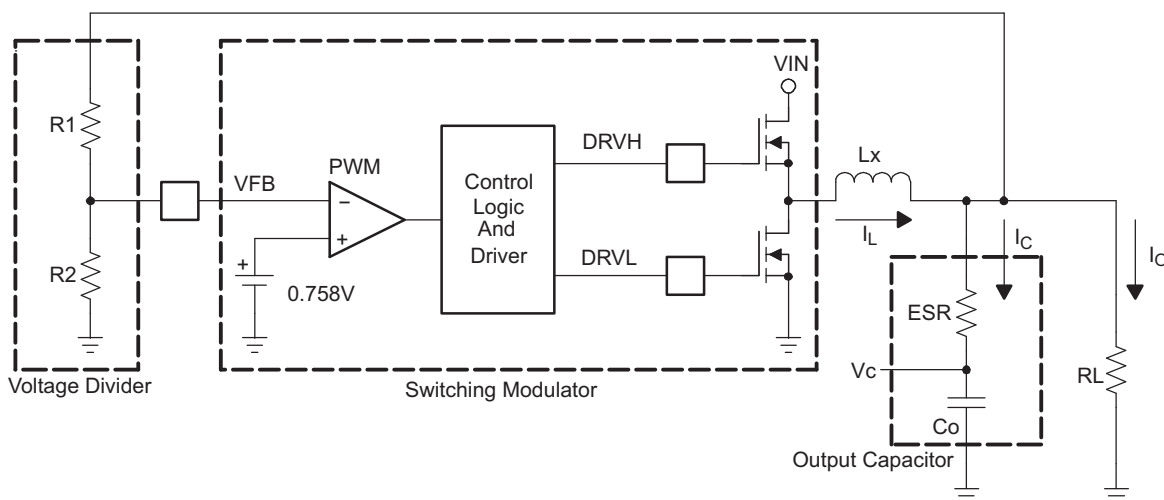 VIN
R1
DRVH
Lx
PWM
VFB
−
+
Control
Logic
And
Driver
I_L
I_C
I_O
R2
+
0.758V
DRVL
ESR
Voltage Divider
Switching Modulator
Vc
RL
Co
Output Capacitor